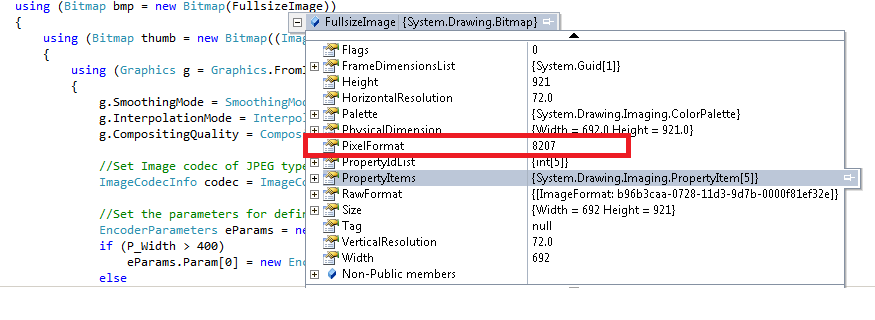 using (Bitmap bmp = new Bitmap(FullsizeImage))
{
using (Bitmap thumb = new Bitmap((Ima
{
using (Graphics g = Graphics.FromI
{
g.SmoothingMode = SmoothingMod
g.InterpolationMode = Interpol
g.CompositingQuality = Compos
//Set Image codec of JPEG type
ImageCodecInfo codec = ImageCo
//Set the parameters for defin
EncoderParameters eParams = ne
if (P_Width > 400)
eParams.Param[0] = new Enc
else
FullsizeImage {System.Drawing.Bitmap}
Flags 0
FrameDimensionsList {System.Guid[1]}
Height 921
HorizontalResolution 72.0
Palette {System.Drawing.Imaging.ColorPalette}
PhysicalDimension {Width = 692.0 Height = 921.0}
PixelFormat 8207
PropertyIdList {int[5]}
PropertyItems {System.Drawing.Imaging.PropertyItem[5]}
RawFormat {[ImageFormat: b96b3caa-0728-11d3-9d7b-0000f81ef32e]}
Size {Width = 692 Height = 921}
Tag null
VerticalResolution 72.0
Width 692
Non-Public members